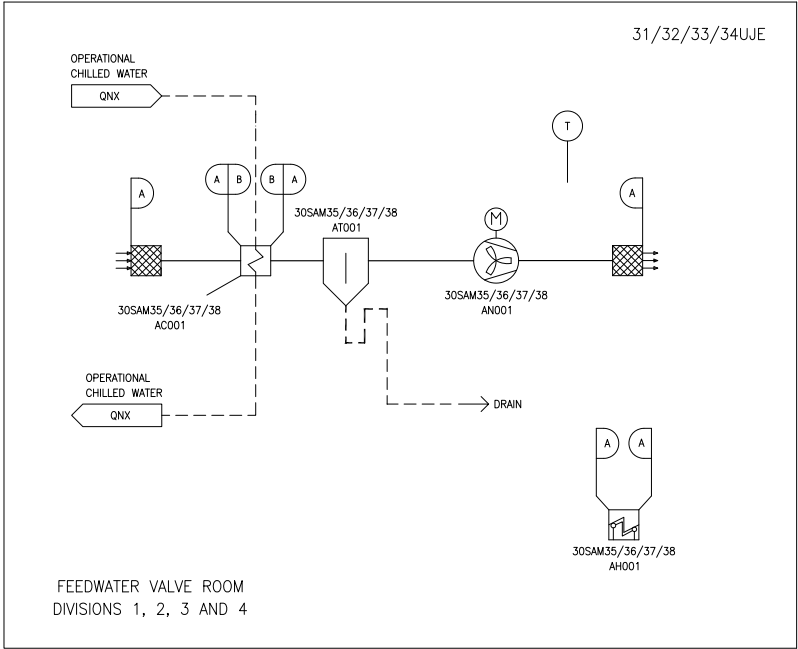 31/32/33/34UJE
OPERATIONAL
CHILLED WATER
QNX
T
A
A B
B A
A
30SAM35/36/37/38
AT001
M
30SAM35/36/37/38
AN001
30SAM35/36/37/38
AC001
OPERATIONAL
CHILLED WATER
QNX
DRAIN
A
A
30SAM35/36/37/38
AH001
FEEDWATER VALVE ROOM
DIVISIONS 1, 2, 3 AND 4